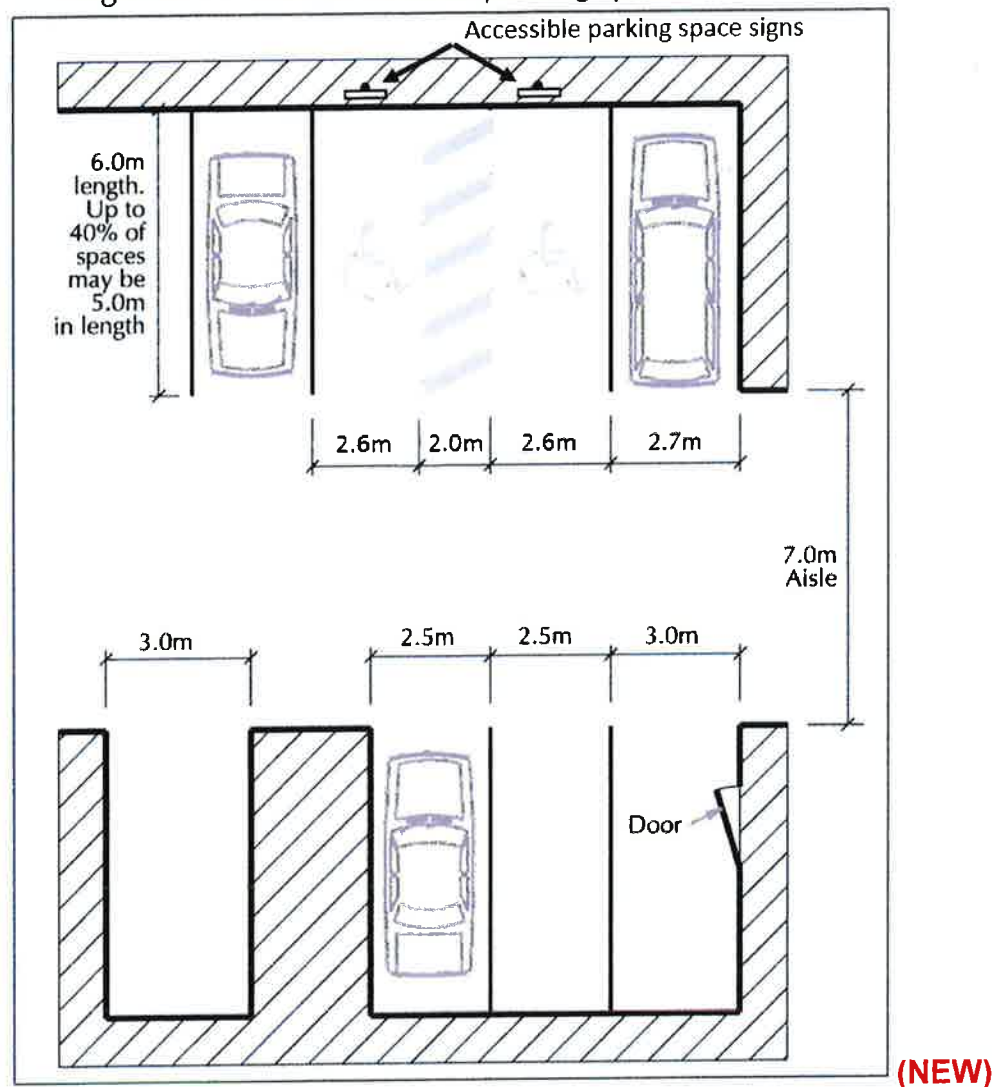 Accessible parking space signs
6.0m
length.
Up to
40% of
spaces
may be
5.0m
in length
2.6m 2.0m 2.6m 2.7m
7.0m
Aisle
3.0m 2.5m 2.5m 3.0m
Door
(NEW)